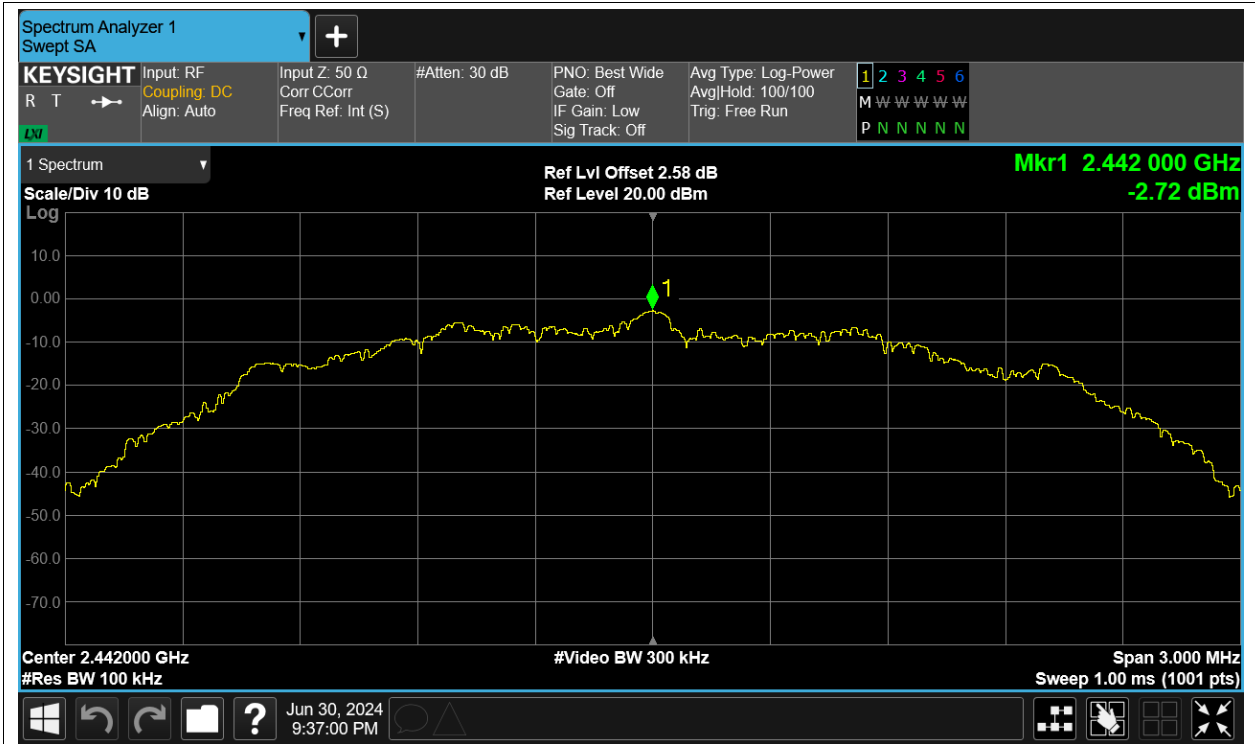 Spectrum Analyzer 1
Swept SA
KEYSIGHT
R T
LXI
Input: RF
Coupling: DC
Align: Auto
Input Z: 50 Ω
Corr CCorr
Freq Ref: Int (S)
#Atten: 30 dB
PNO: Best Wide
Gate: Off
IF Gain: Low
Sig Track: Off
Avg Type: Log-Power
Avg|Hold: 100/100
Trig: Free Run
1 2 3 4 5 6
M W W W W W
P N N N N N
1 Spectrum
Scale/Div 10 dB
Log
Ref Lvl Offset 2.58 dB
Ref Level 20.00 dBm
Mkr1 2.442 000 GHz
-2.72 dBm
10.0
0.00
-10.0
-20.0
-30.0
-40.0
-50.0
-60.0
-70.0
1
Center 2.442000 GHz
#Res BW 100 kHz
#Video BW 300 kHz
Span 3.000 MHz
Sweep 1.00 ms (1001 pts)
?
Jun 30, 2024
9:37:00 PM